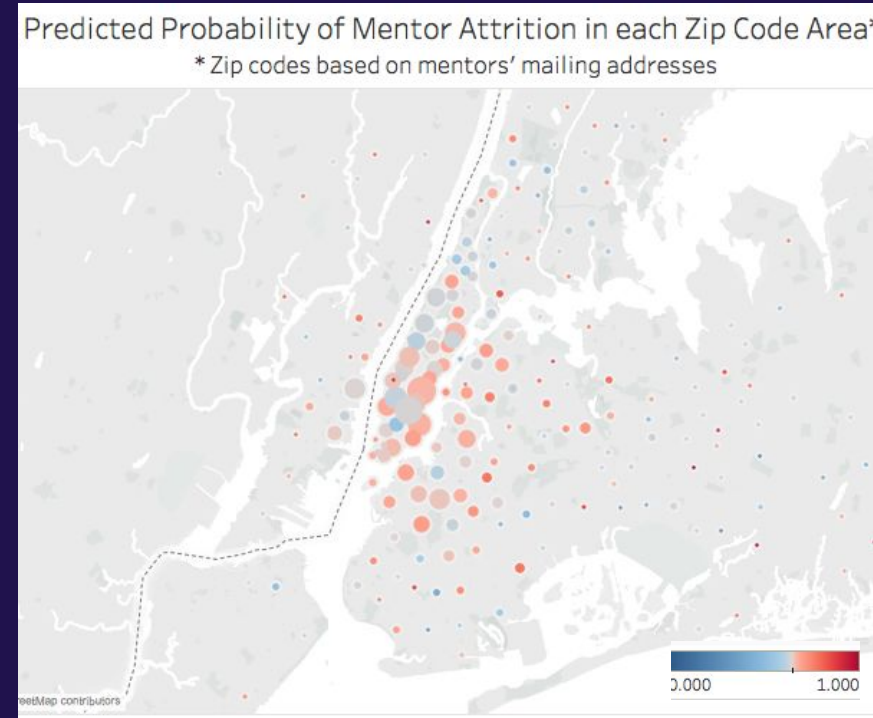 Predicted Probability of Mentor Attrition in each Zip Code Area*
* Zip codes based on mentors' mailing addresses
0.000 1.000
reetMap contributors